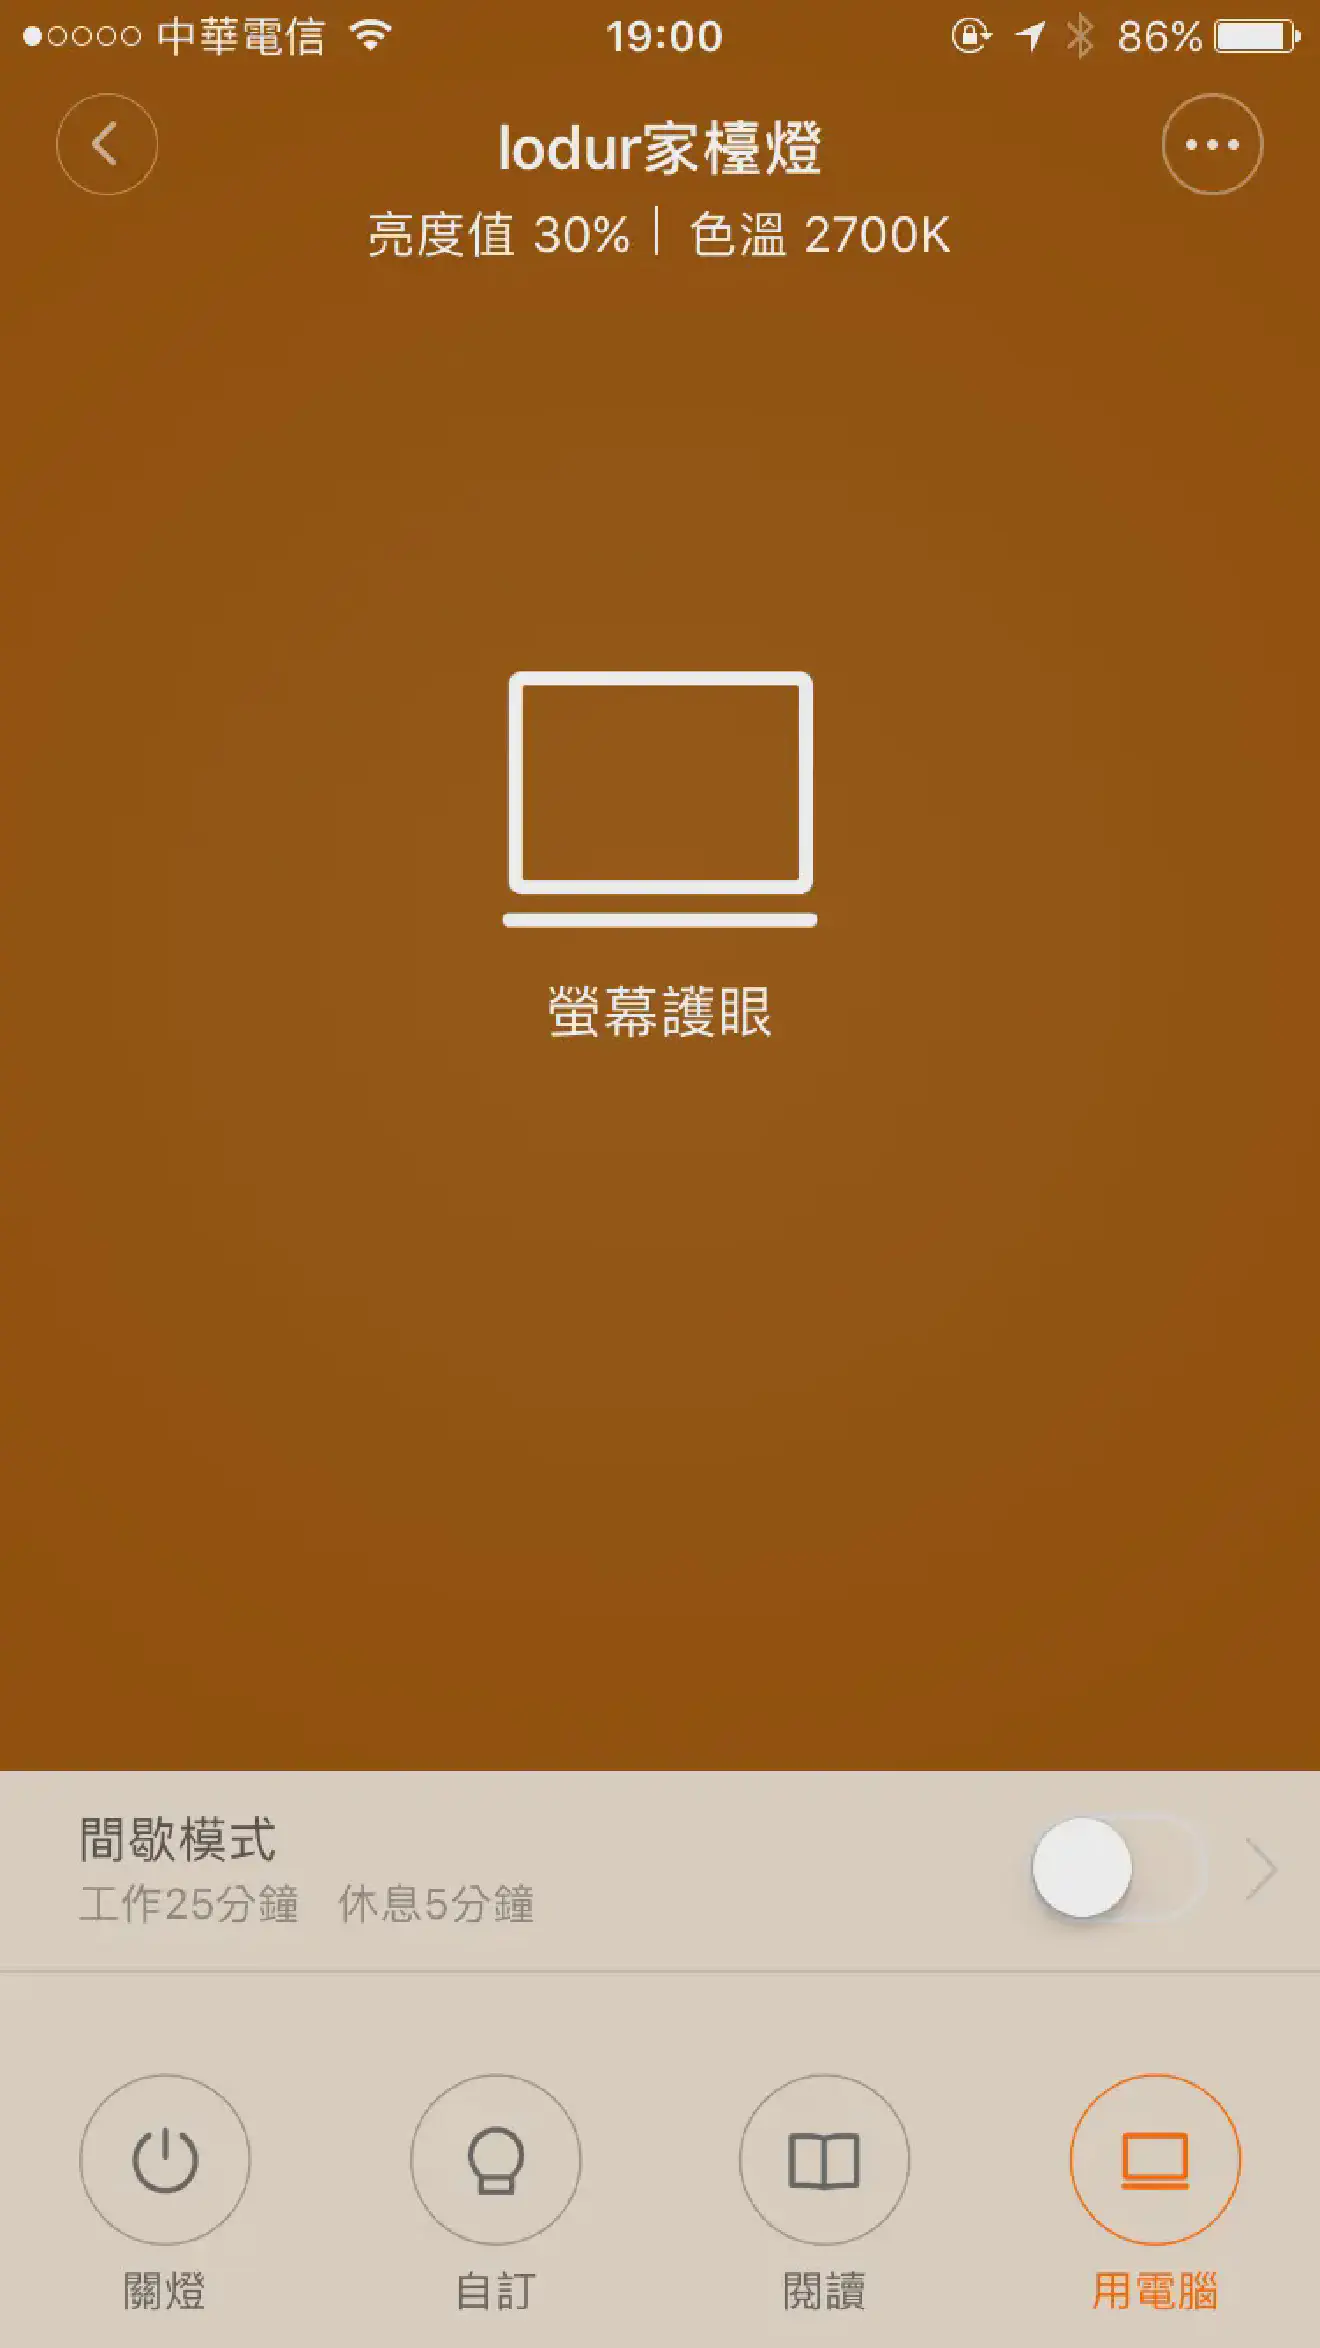 中華電信 19:00 86%
lodur家檯燈
亮度值 30% | 色溫 2700K
螢幕護眼
間歇模式
工作25分鐘 休息5分鐘
關燈 自訂 閱讀 用電腦